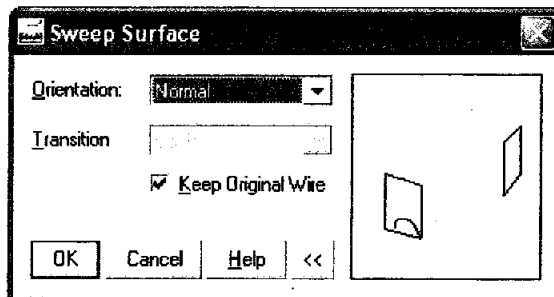 Sweep Surface
Orientation: Normal
Transition
Keep Original Wire
OK Cancel Help <<